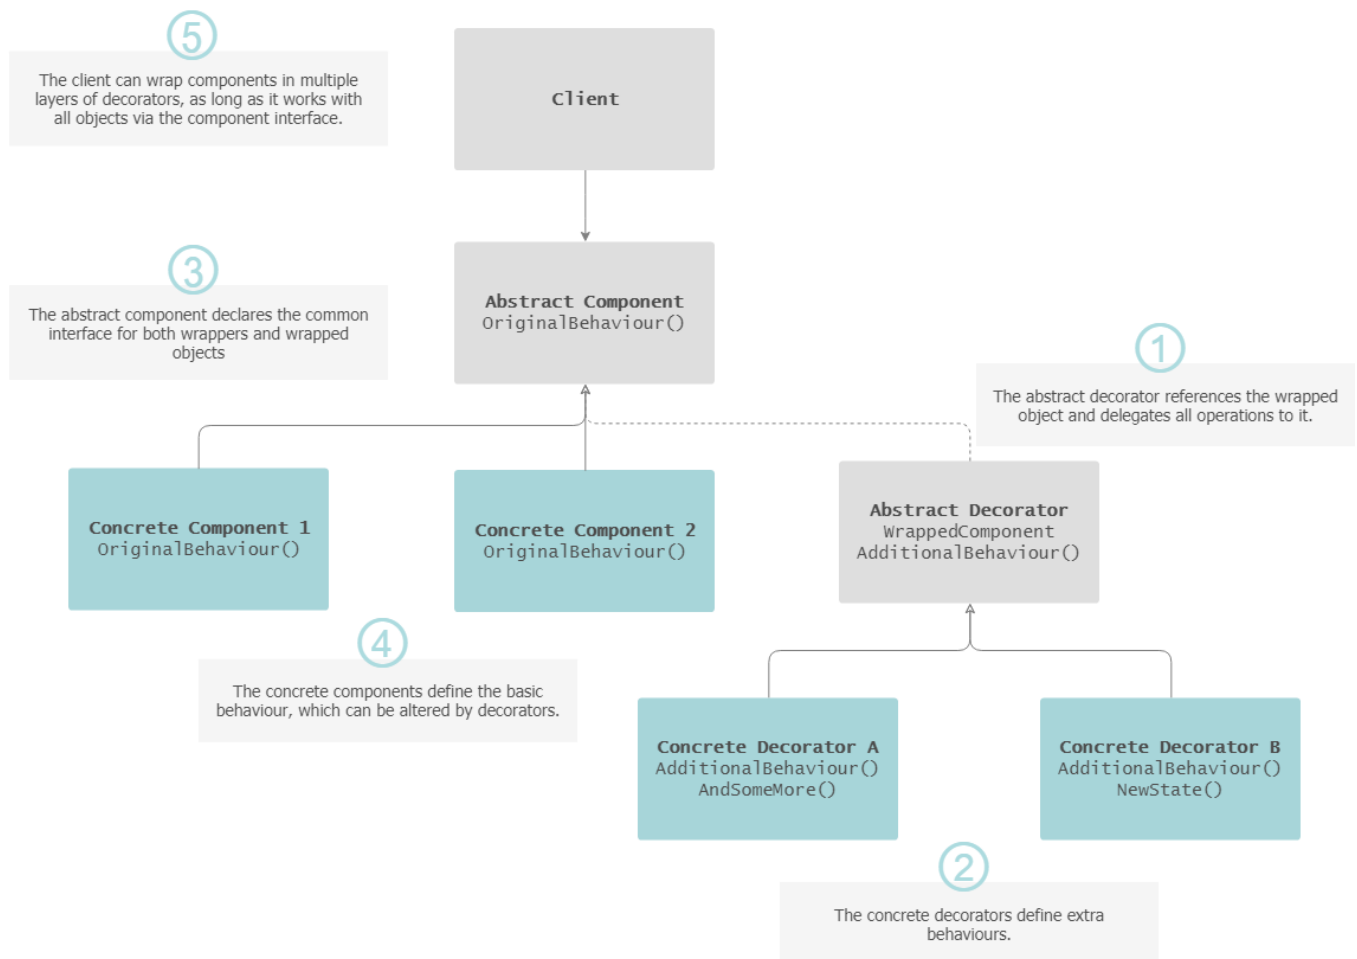 5
The client can wrap components in multiple
layers of decorators, as long as it works with
all objects via the component interface.
Client
3
The abstract component declares the common
interface for both wrappers and wrapped
objects
Abstract Component
OriginalBehaviour()
1
The abstract decorator references the wrapped
object and delegates all operations to it.
Concrete Component 1
OriginalBehaviour()
Concrete Component 2
OriginalBehaviour()
Abstract Decorator
WrappedComponent
AdditionalBehaviour()
4
The concrete components define the basic
behaviour, which can be altered by decorators.
Concrete Decorator A
AdditionalBehaviour()
AndSomeMore()
Concrete Decorator B
AdditionalBehaviour()
NewState()
2
The concrete decorators define extra
behaviours.